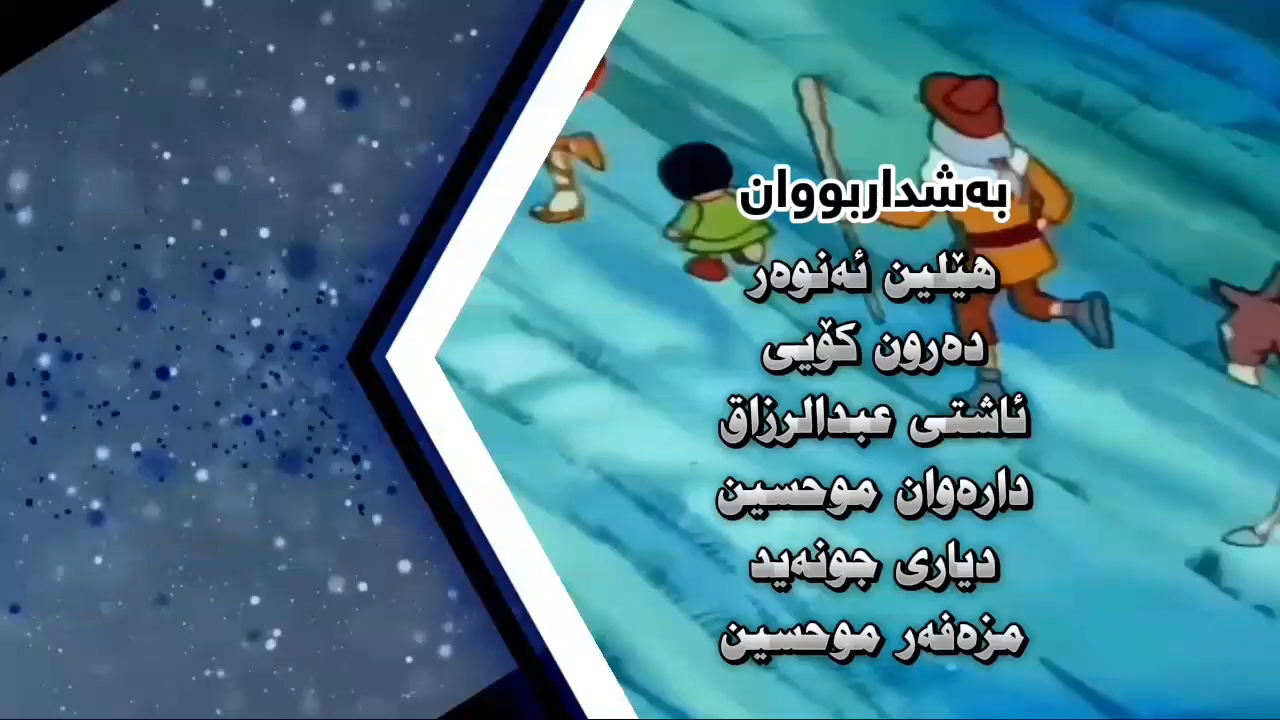 بەشداربووان
هێلین ئەنوەر
دەرون کۆیی
ئاشتی عبدالرزاق
دارەوان موحسین
دیاری جونەید
مزەفەر موحسین